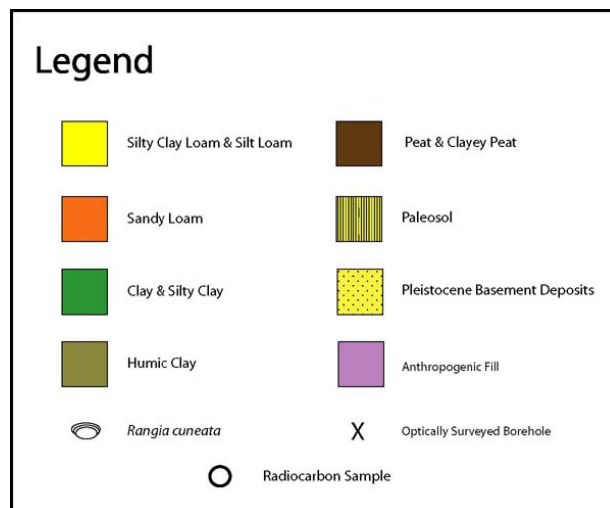 Legend
Silty Clay Loam & Silt Loam
Peat & Clayey Peat
Sandy Loam
Paleosol
Clay & Silty Clay
Pleistocene Basement Deposits
Humic Clay
Anthropogenic Fill
Rangia cuneata
X Optically Surveyed Borehole
Radiocarbon Sample